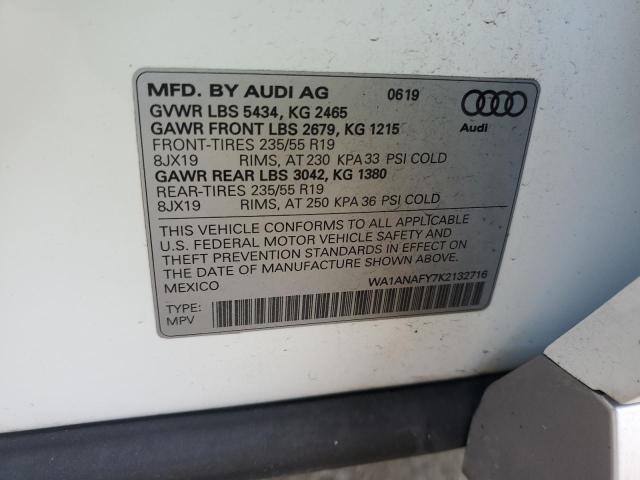 MFD. BY AUDI AG 0619
GVWR LBS 5434, KG 2465
GAWR FRONT LBS 2679, KG 1215 Audi
FRONT-TIRES 235/55 R19
8JX19 RIMS, AT 230 KPA 33 PSI COLD
GAWR REAR LBS 3042, KG 1380
REAR-TIRES 235/55 R19
8JX19 RIMS, AT 250 KPA 36 PSI COLD
THIS VEHICLE CONFORMS TO ALL APPLICABLE
U.S. FEDERAL MOTOR VEHICLE SAFETY AND
THEFT PREVENTION STANDARDS IN EFFECT ON
THE DATE OF MANUFACTURE SHOWN ABOVE.
MEXICO WA1ANAFY7K2132716
TYPE:
MPV